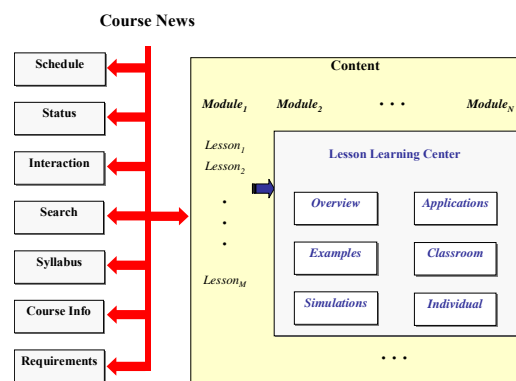 Course News
Schedule
Status
Interaction
Search
Syllabus
Course Info
Requirements
Content
Module1 Module2 . . . ModuleN
Lesson1
Lesson2
.
.
.
LessonM
Lesson Learning Center
Overview Applications
Examples Classroom
Simulations Individual
. . .